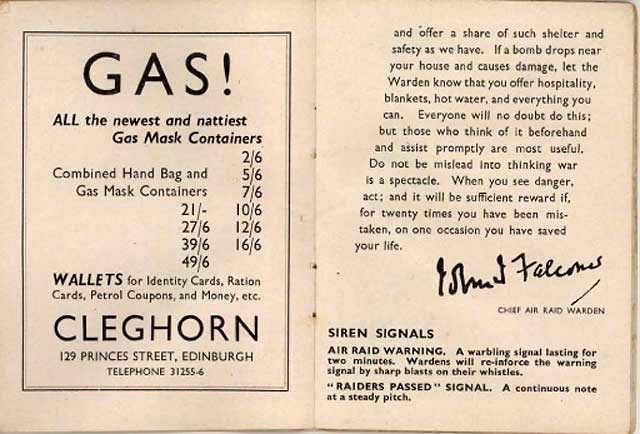 GAS!
ALL the newest and nattiest
Gas Mask Containers
2/6
Combined Hand Bag and 5/6
Gas Mask Containers 7/6
21/- 10/6
27/6 12/6
39/6 16/6
49/6
WALLETS for Identity Cards, Ration
Cards, Petrol Coupons, and Money, etc.
CLEGHORN
129 PRINCES STREET, EDINBURGH
TELEPHONE 31255-6
and offer a share of such shelter and
safety as we have. If a bomb drops near
your house and causes damage, let the
Warden know that you offer hospitality,
blankets, hot water, and everything you
can. Everyone will no doubt do this;
but those who think of it beforehand
and assist promptly are most useful.
Do not be mislead into thinking war
is a spectacle. When you see danger,
act; and it will be sufficient reward if,
for twenty times you have been mis-
taken, on one occasion you have saved
your life.
Falconer
CHIEF AIR RAID WARDEN
SIREN SIGNALS
AIR RAID WARNING. A warbling signal lasting for
two minutes. Wardens will re-inforce the warning
signal by sharp blasts on their whistles.
"RAIDERS PASSED" SIGNAL. A continuous note
at a steady pitch.